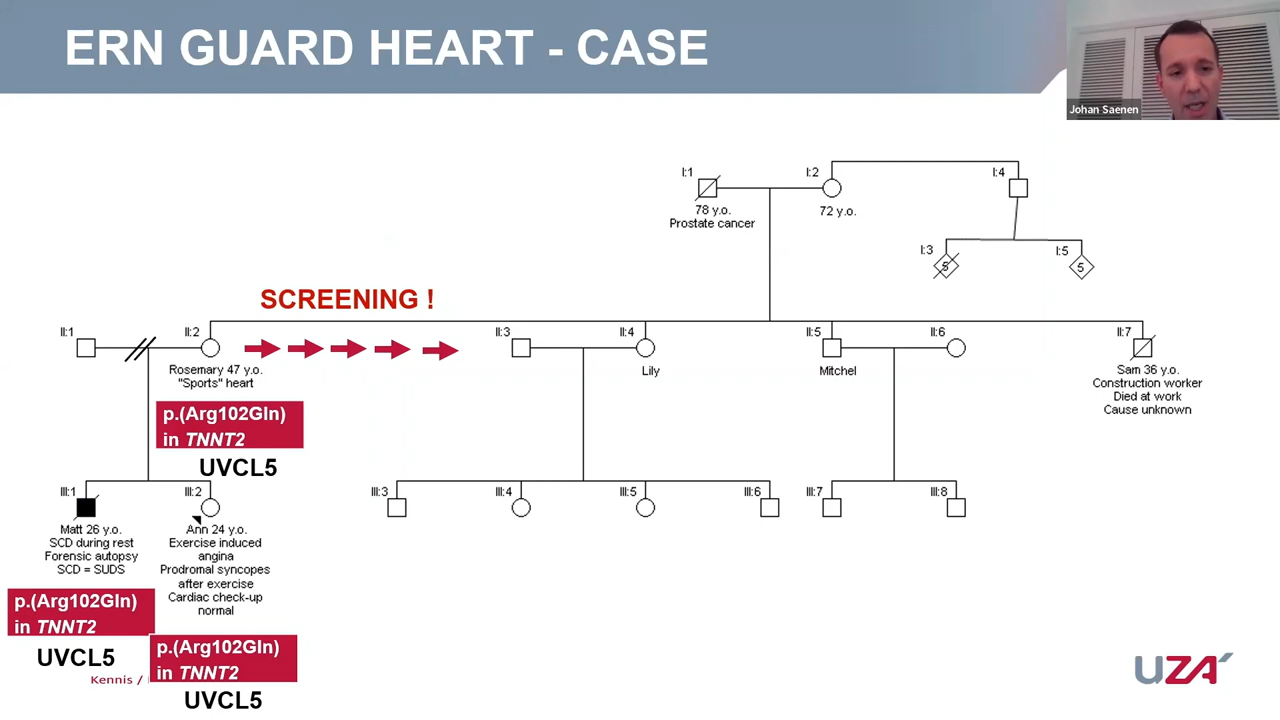 ERN GUARD HEART - CASE
Johan Saenen
I:1
I:2
I:4
78 y.o.
Prostate cancer
72 y.o.
I:3
I:5
5
5
SCREENING !
II:1
II:2
II:3
II:4
II:5
II:6
II:7
Rosemary 47 y.o.
"Sports" heart
Lily
Mitchel
Sam 36 y.o.
Construction worker
Died at work
Cause unknown
p.(Arg102Gln)
in TNNT2
UVCL5
III:1
III:2
III:3
III:4
III:5
III:6
III:7
III:8
Matt 26 y.o.
SCD during rest
Forensic autopsy
SCD = SUDS
Ann 24 y.o.
Exercise induced
angina
Prodromal syncopes
after exercise
Cardiac check-up
normal
p.(Arg102Gln)
in TNNT2
UVCL5
p.(Arg102Gln)
in TNNT2
UVCL5
Kennis /
UZA